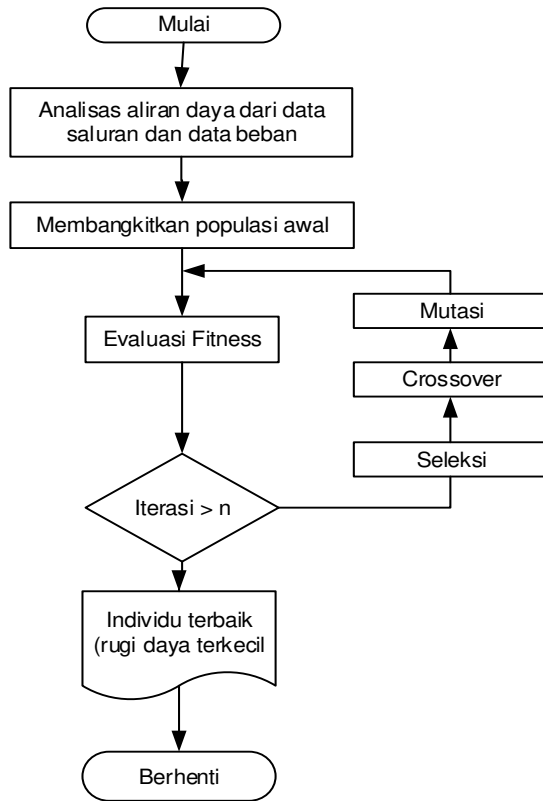 Mulai
Analisas aliran daya dari data
saluran dan data beban
Membangkitkan populasi awal
Evaluasi Fitness
Mutasi
Crossover
Seleksi
Iterasi > n
Individu terbaik
(rugi daya terkecil
Berhenti